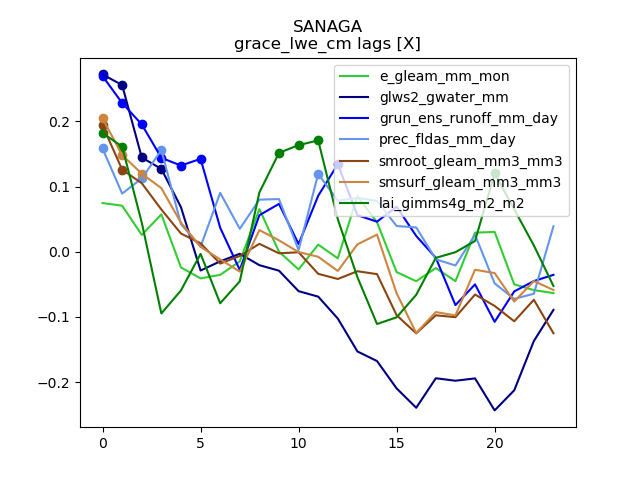 SANAGA
grace_lwe_cm lags [X]
e_gleam_mm_mon
glws2_gwater_mm
grun_ens_runoff_mm_day
prec_fldas_mm_day
smroot_gleam_mm3_mm3
smsurf_gleam_mm3_mm3
lai_gimms4g_m2_m2
0.2
0.1
0.0
−0.1
−0.2
0
5
10
15
20